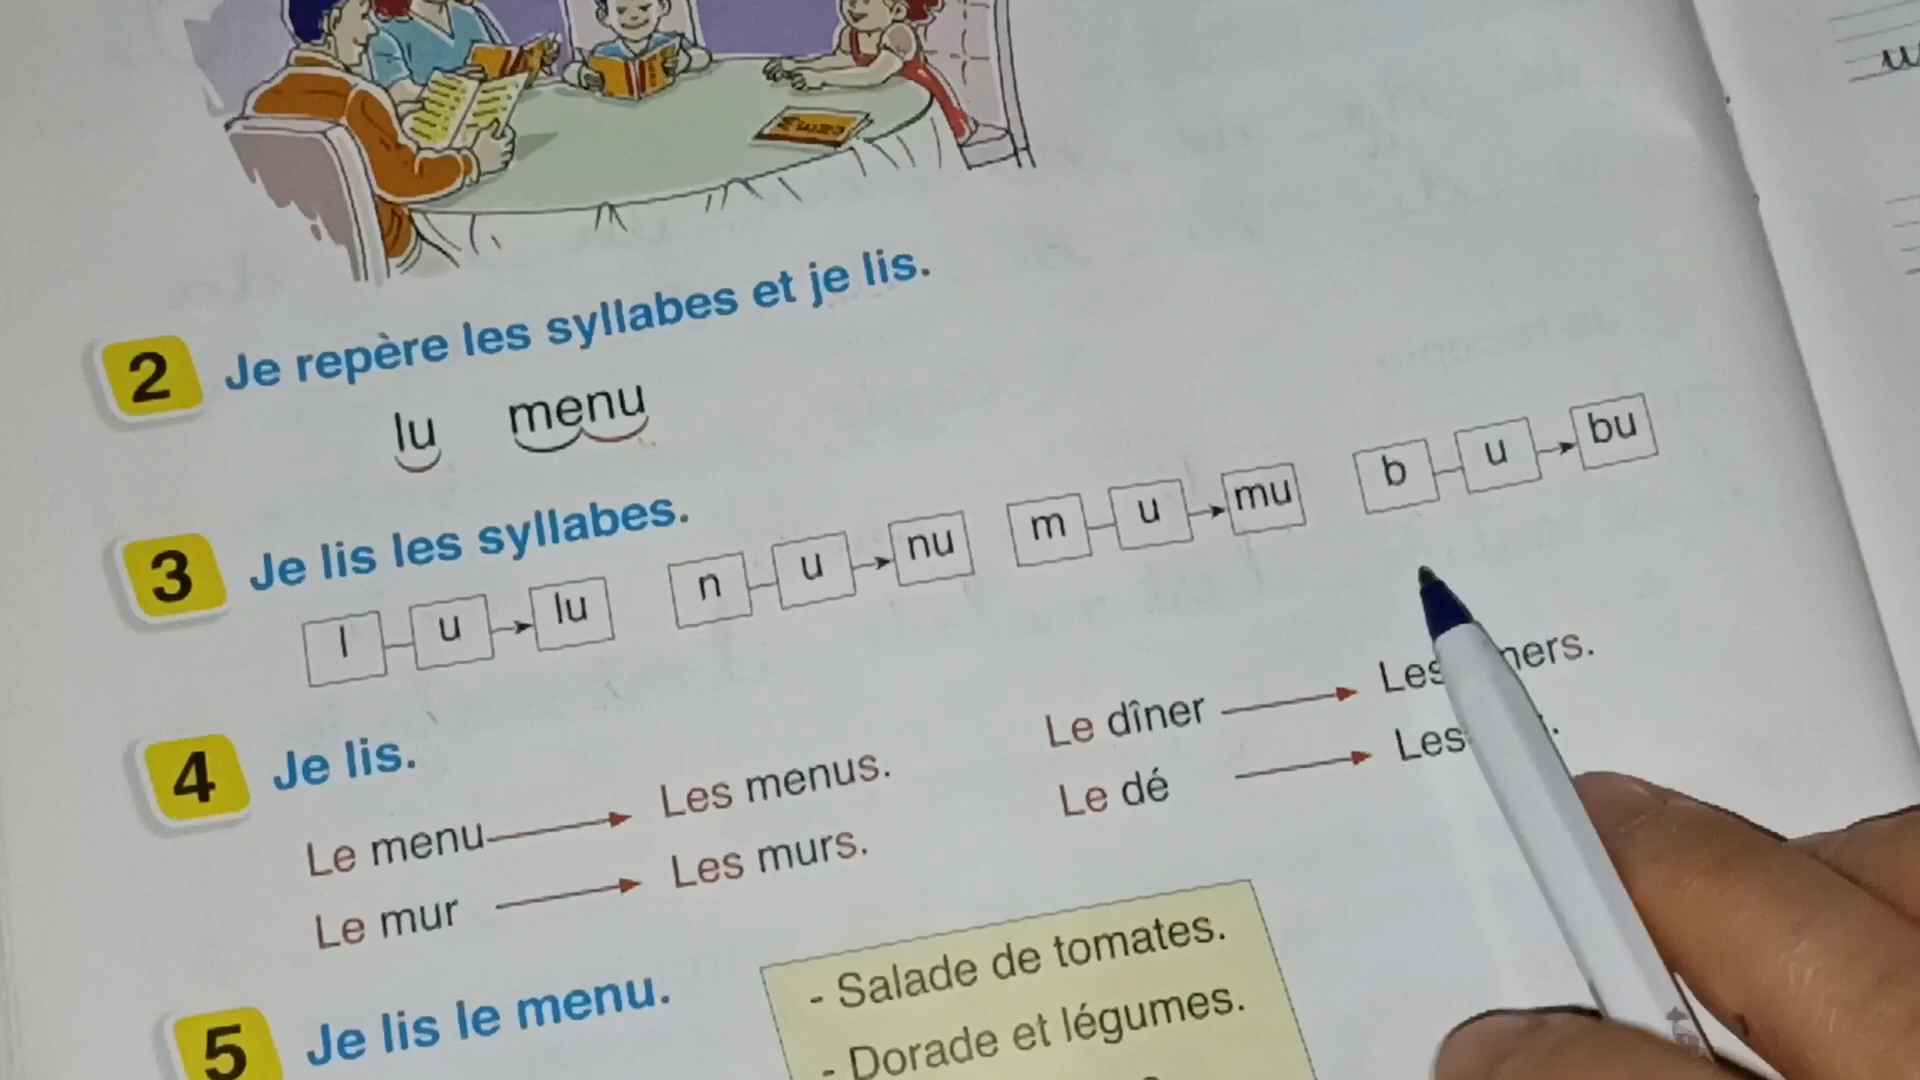 2 Je repère les syllabes et je lis.
lu menu
3 Je lis les syllabes.
l u lu n u nu m u mu b u bu
4 Je lis.
Le menu Les menus. Le dîner Les
Le mur Les murs. Le dé Les
5 Je lis le menu.
- Salade de tomates.
- Dorade et légumes.